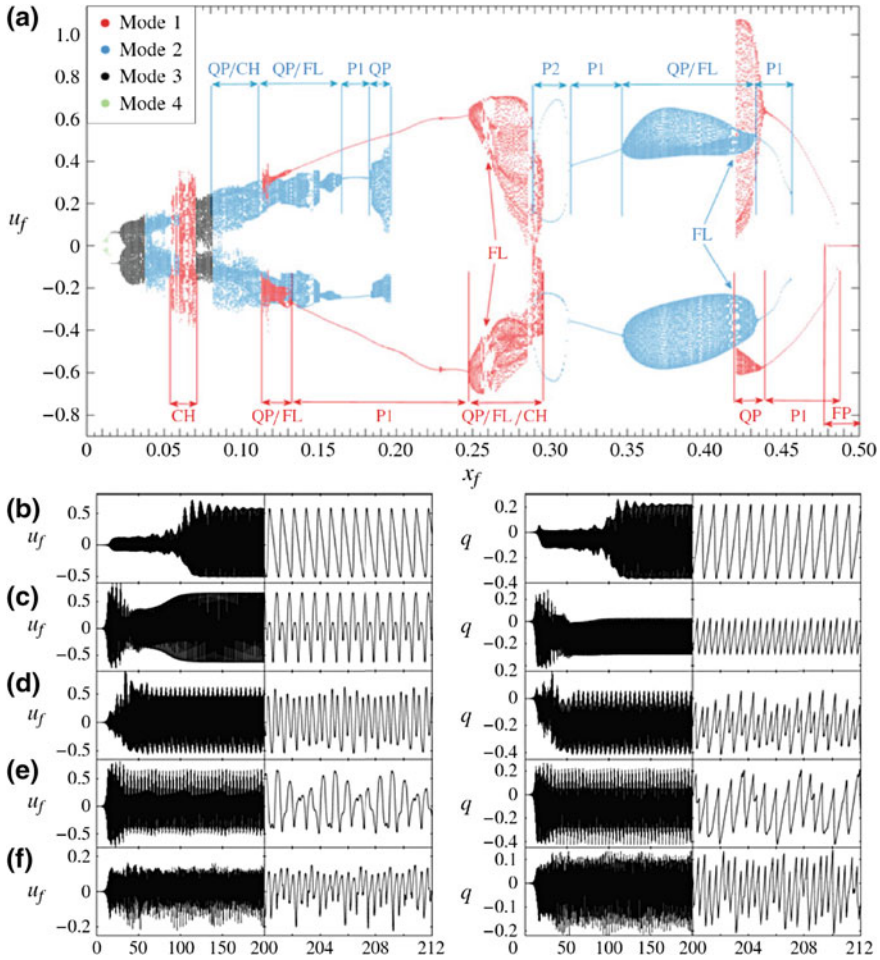 (a)
Mode 1
Mode 2
Mode 3
Mode 4
QP/CH QP/FL P1 QP P2 P1 QP/FL P1
FL FL
CH QP/FL P1 QP/FL/CH QP P1 FP
u_f
1.0
0.8
0.6
0.4
0.2
0
−0.2
−0.4
−0.6
−0.8
0 0.05 0.10 0.15 0.20 0.25 0.30 0.35 0.40 0.45 0.50
x_f
(b) u_f 0.5 0 −0.5 q 0.2 0 −0.2 −0.4
(c) u_f 0.5 0 −0.5 q 0.2 0 −0.2
(d) u_f 0.5 0 −0.5 q 0.2 0 −0.2 −0.4
(e) u_f 0.5 0 −0.5 q 0.2 0 −0.2 −0.4
(f) u_f 0.2 0 −0.2 q 0.1 0 −0.1 −0.2
0 50 100 150 200 204 208 212 0 50 100 150 200 204 208 212